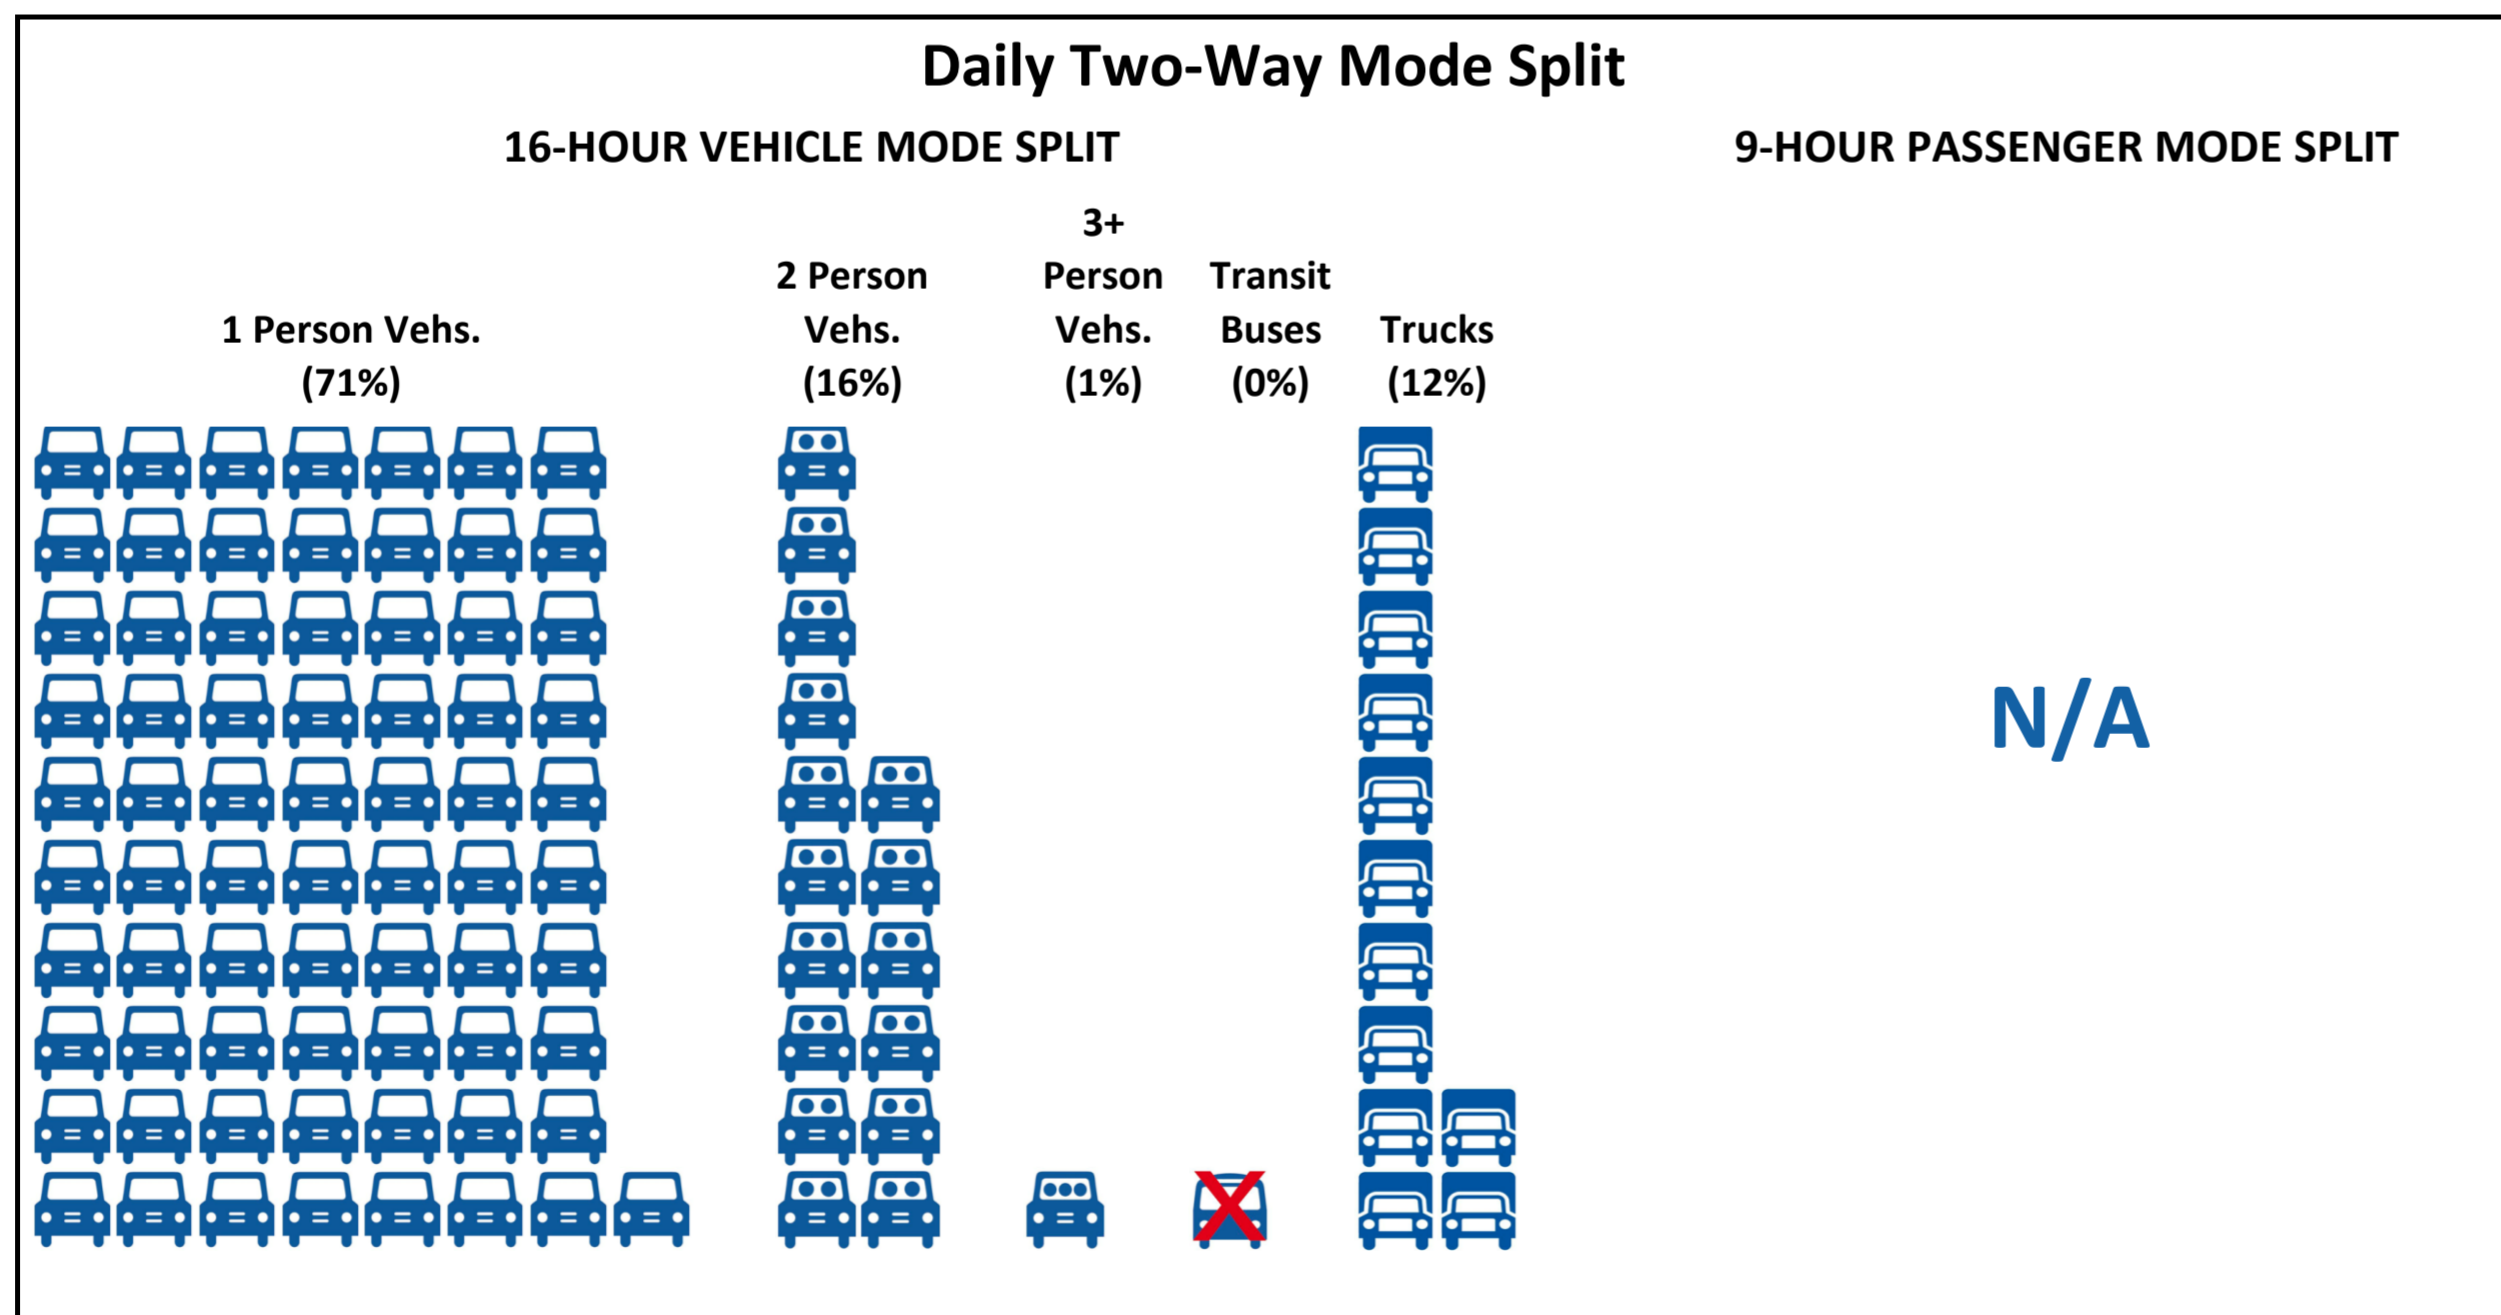 Daily Two-Way Mode Split
16-HOUR VEHICLE MODE SPLIT
9-HOUR PASSENGER MODE SPLIT
1 Person Vehs.
(71%)
2 Person
Vehs.
(16%)
3+
Person
Vehs.
(1%)
Transit
Buses
(0%)
Trucks
(12%)
N/A